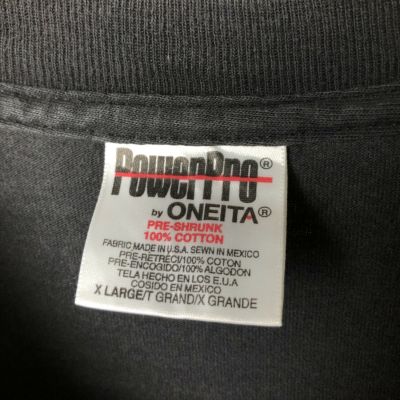 PowerPro®
by ONEITA®
PRE-SHRUNK
100% COTTON
FABRIC MADE IN U.S.A. SEWN IN MEXICO
PRE-RETRECI/100% COTON
PRE-ENCOGIDO/100% ALGODON
TELA HECHO EN LOS E.U.A
COSIDO EN MEXICO
X LARGE/T GRAND/X GRANDE